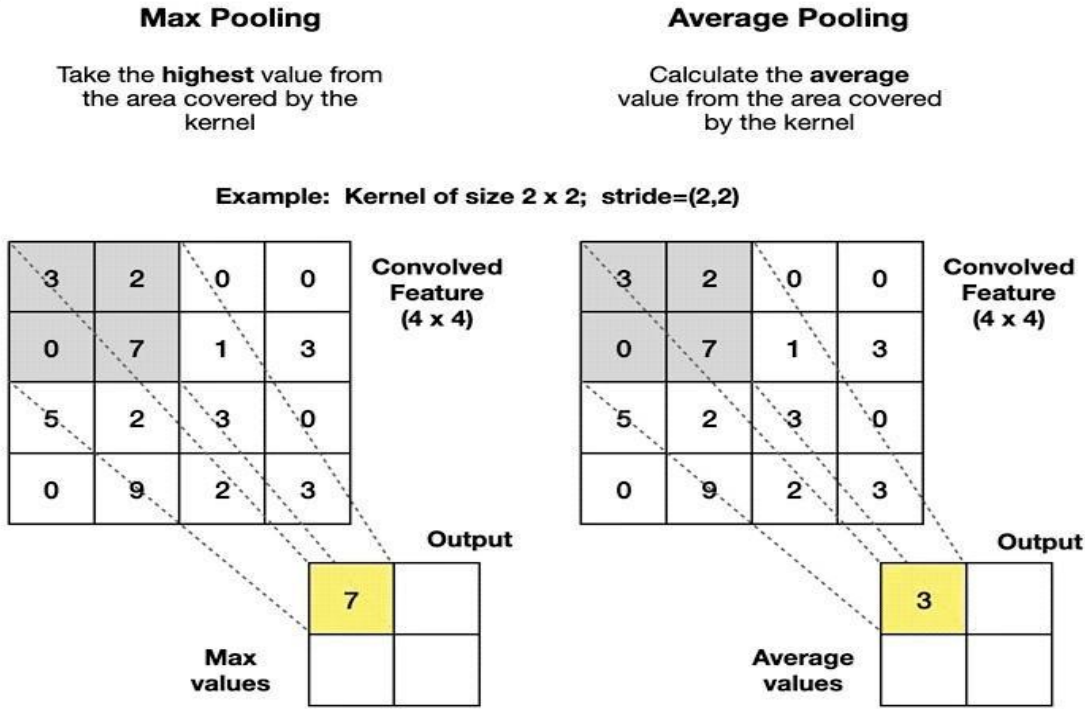 Max Pooling
Take the highest value from
the area covered by the
kernel
Average Pooling
Calculate the average
value from the area covered
by the kernel
Example: Kernel of size 2 x 2; stride=(2,2)
3 2 0 0
0 7 1 3
5 2 3 0
0 9 2 3
Convolved
Feature
(4 x 4)
Output
7
Max
values
3 2 0 0
0 7 1 3
5 2 3 0
0 9 2 3
Convolved
Feature
(4 x 4)
Output
3
Average
values